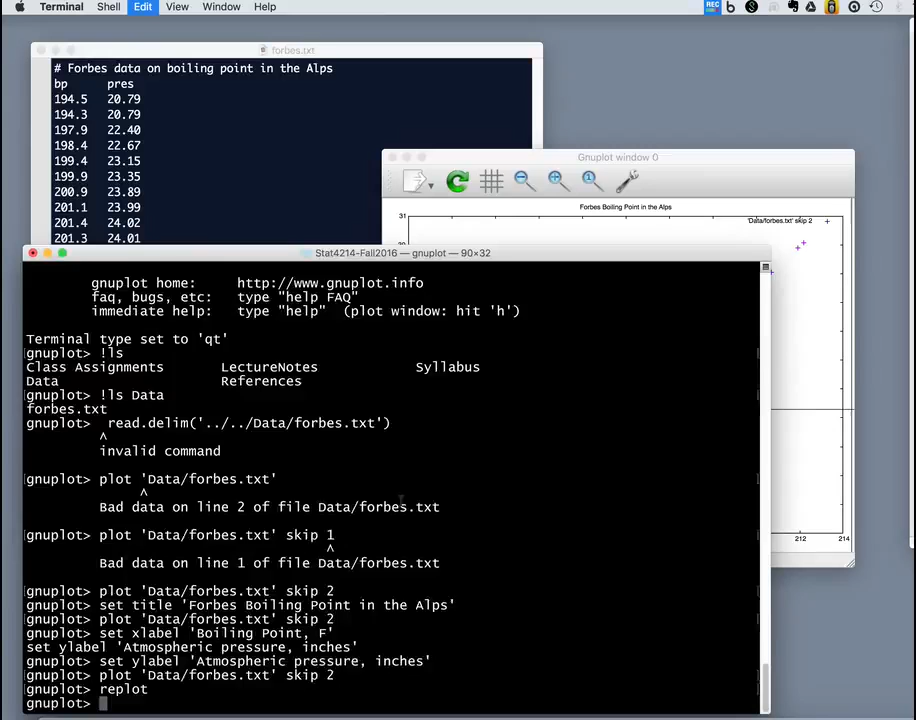 Terminal Shell Edit View Window Help
REC
forbes.txt
# Forbes data on boiling point in the Alps
bp pres
194.5 20.79
194.3 20.79
197.9 22.40
198.4 22.67
199.4 23.15
199.9 23.35
200.9 23.89
201.1 23.99
201.4 24.02
201.3 24.01
Gnuplot window 0
Forbes Boiling Point in the Alps
31
'Data/forbes.txt' skip 2
212 214
Stat4214-Fall2016 — gnuplot — 90×32
gnuplot home: http://www.gnuplot.info
faq, bugs, etc: type "help FAQ"
immediate help: type "help" (plot window: hit 'h')
Terminal type set to 'qt'
gnuplot> !ls
Class Assignments LectureNotes Syllabus
Data References
gnuplot> !ls Data
forbes.txt
gnuplot> read.delim('../../Data/forbes.txt')
^
invalid command
gnuplot> plot 'Data/forbes.txt'
^
Bad data on line 2 of file Data/forbes.txt
gnuplot> plot 'Data/forbes.txt' skip 1
^
Bad data on line 1 of file Data/forbes.txt
gnuplot> plot 'Data/forbes.txt' skip 2
gnuplot> set title 'Forbes Boiling Point in the Alps'
gnuplot> plot 'Data/forbes.txt' skip 2
gnuplot> set xlabel 'Boiling Point, F'
set ylabel 'Atmospheric pressure, inches'
gnuplot> set ylabel 'Atmospheric pressure, inches'
gnuplot> plot 'Data/forbes.txt' skip 2
gnuplot> replot
gnuplot>